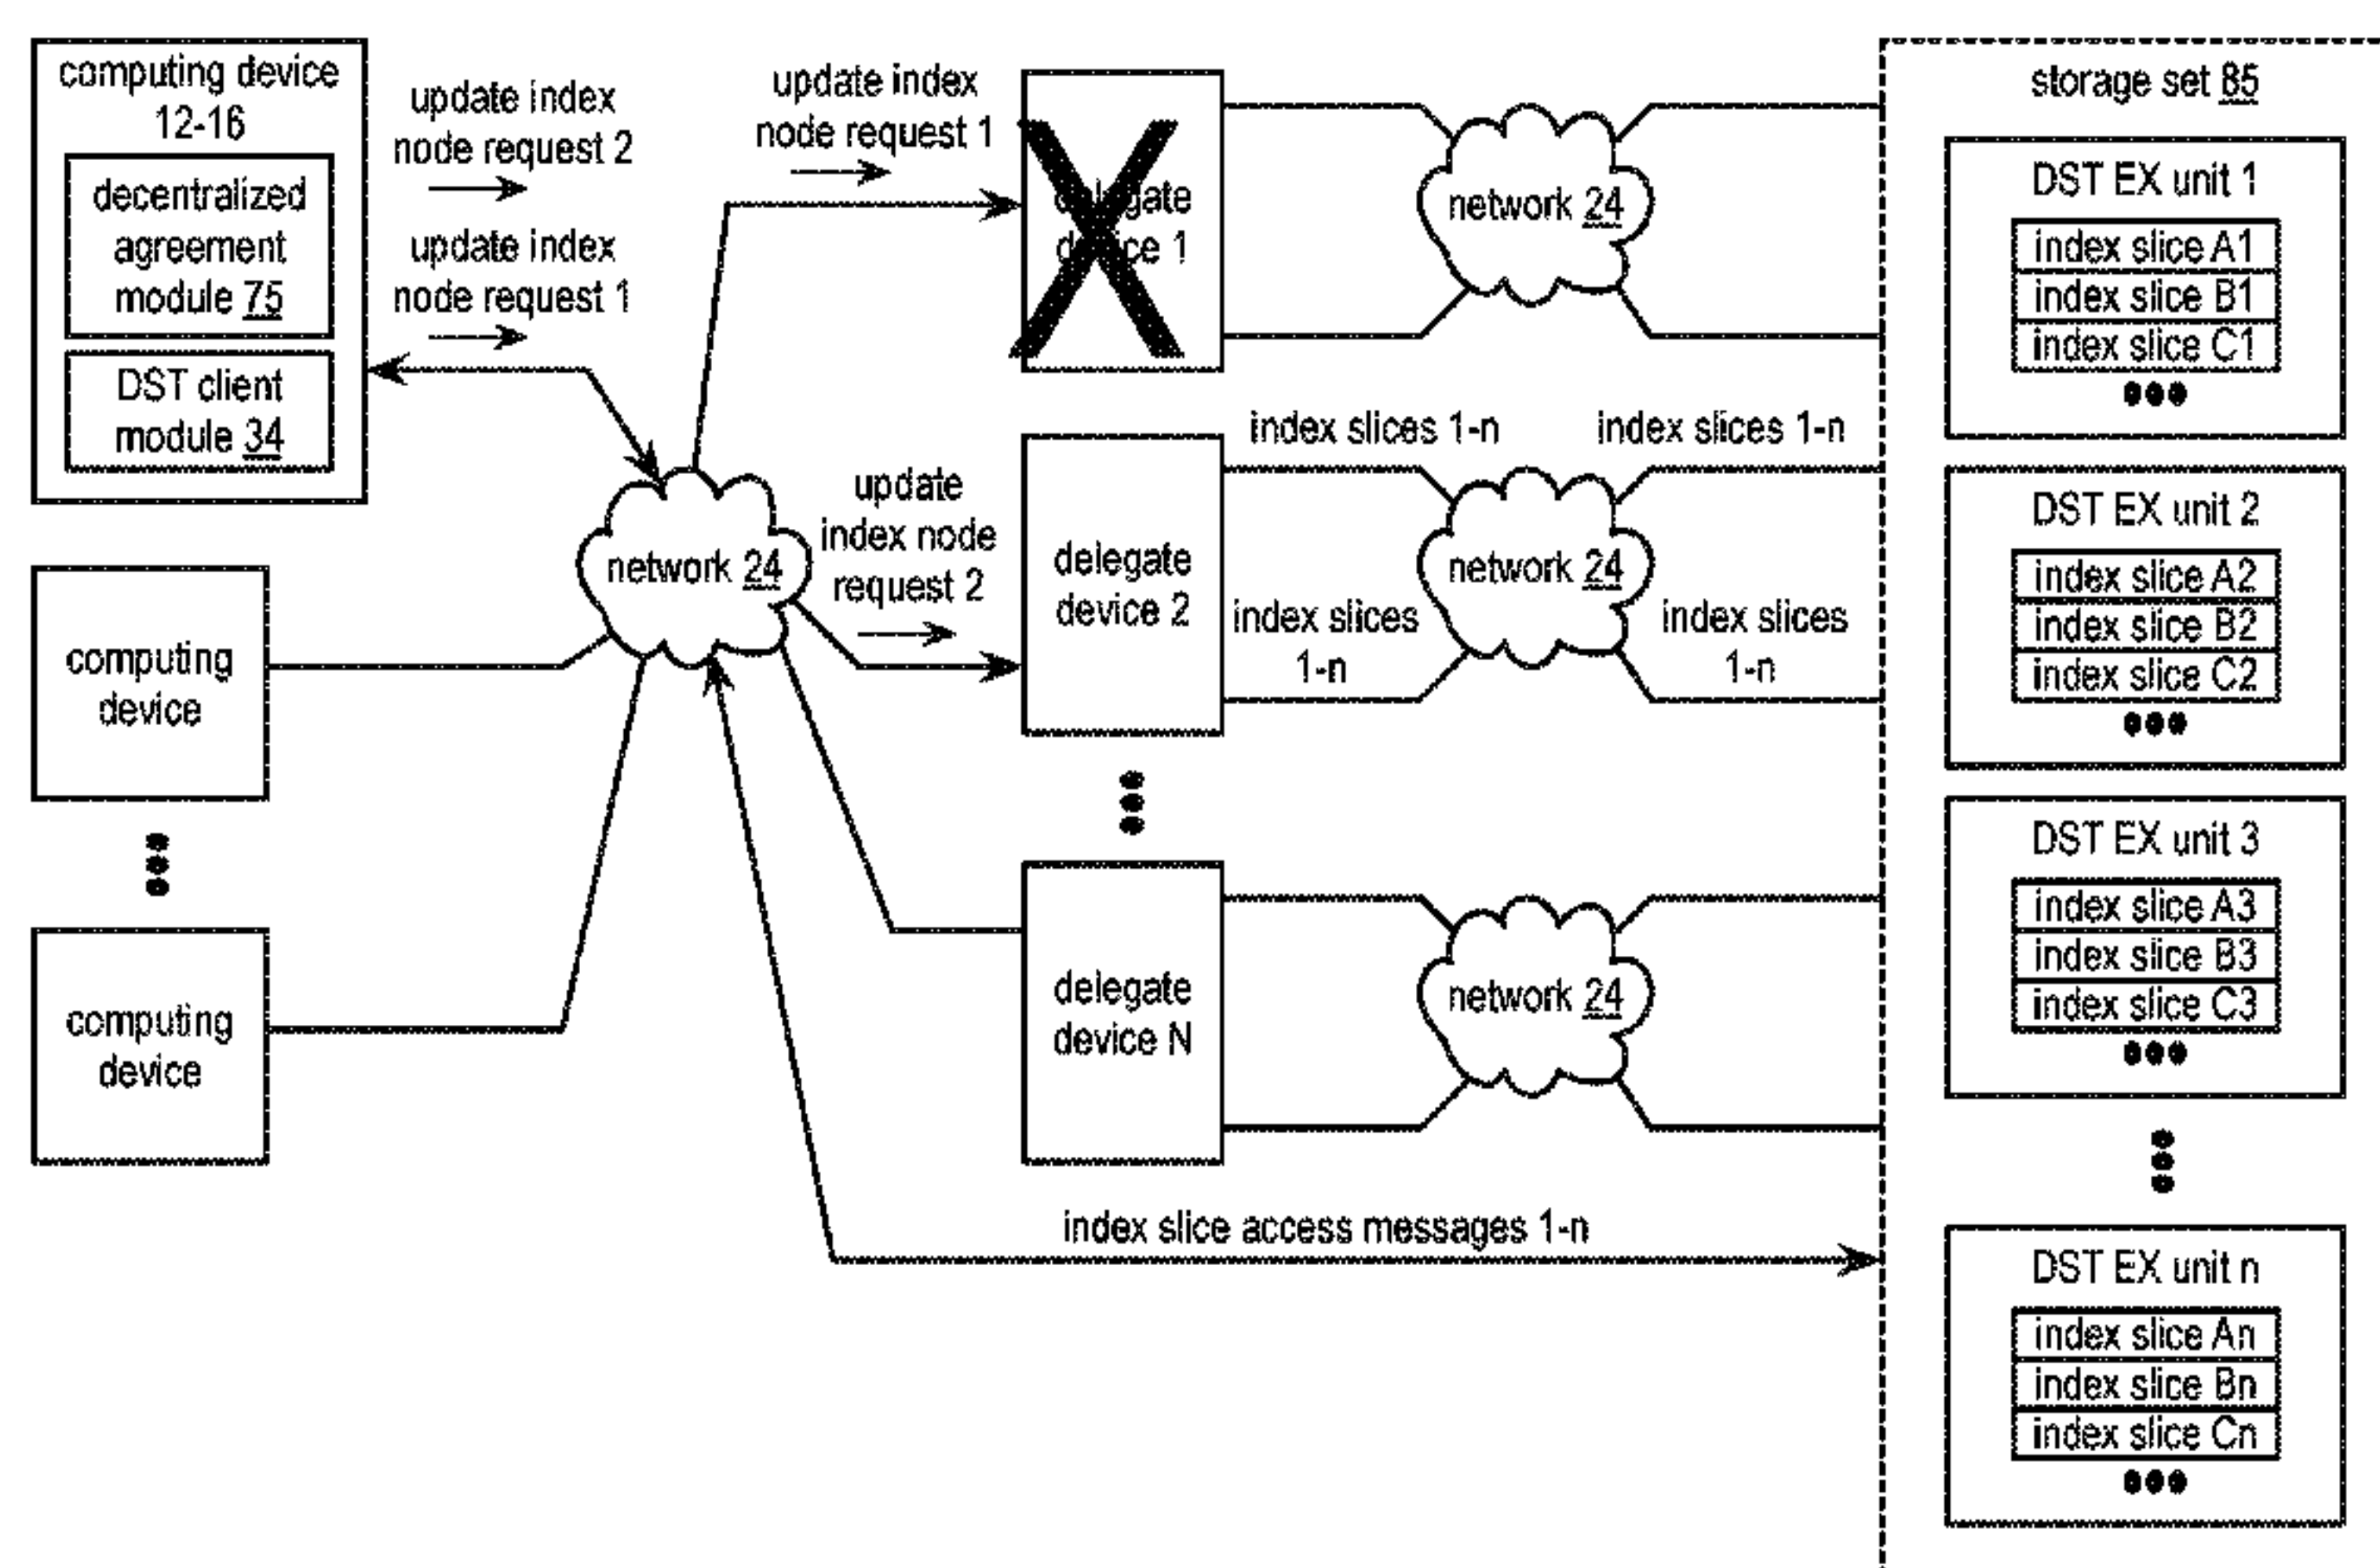 computing device
12-16
decentralized
agreement
module 75
DST client
module 34
update index
node request 2
update index
node request 1
update index
node request 1
delegate
device 1
network 24
storage set 85
DST EX unit 1
index slice A1
index slice B1
index slice C1
index slices 1-n
index slices 1-n
network 24
update
index node
request 2
delegate
device 2
network 24
index slices
1-n
index slices
1-n
DST EX unit 2
index slice A2
index slice B2
index slice C2
computing
device
computing
device
delegate
device N
network 24
DST EX unit 3
index slice A3
index slice B3
index slice C3
index slice access messages 1-n
DST EX unit n
index slice An
index slice Bn
index slice Cn